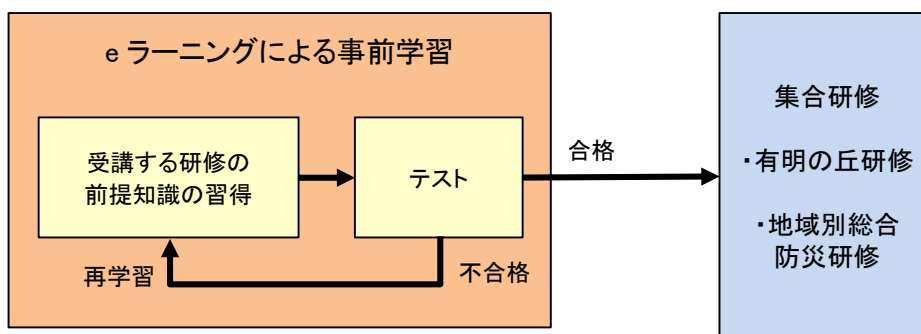 eラーニングによる事前学習
受講する研修の
前提知識の習得
テスト
合格
再学習
不合格
集合研修
・有明の丘研修
・地域別総合
防災研修